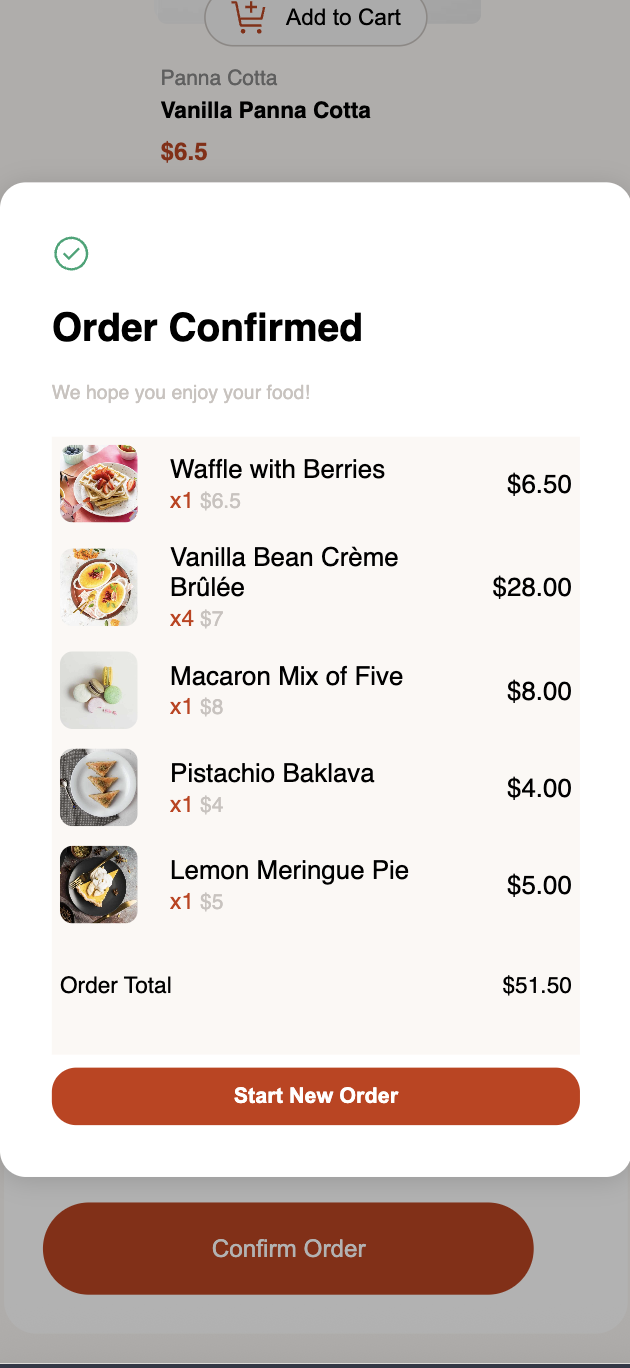 Add to Cart
Panna Cotta
Vanilla Panna Cotta
$6.5
Order Confirmed
We hope you enjoy your food!
Waffle with Berries
x1 $6.5
$6.50
Vanilla Bean Crème
Brûlée
x4 $7
$28.00
Macaron Mix of Five
x1 $8
$8.00
Pistachio Baklava
x1 $4
$4.00
Lemon Meringue Pie
x1 $5
$5.00
Order Total $51.50
Start New Order
Confirm Order